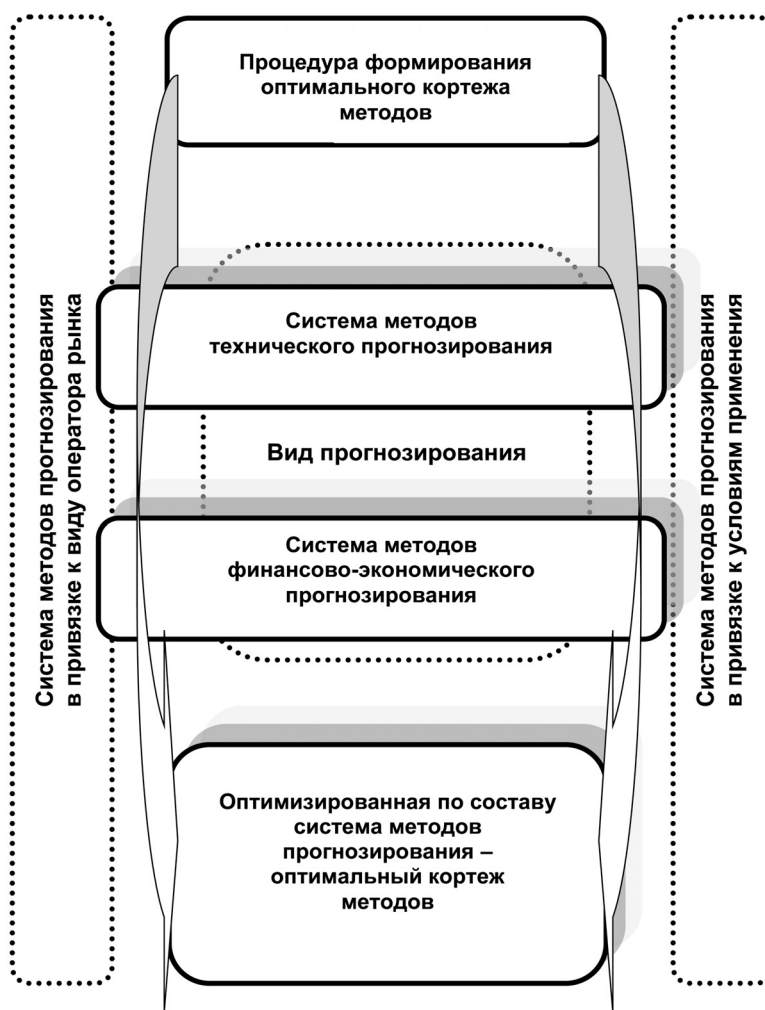 Процедура формирования
оптимального кортежа
методов
Система методов прогнозирования
в привязке к виду оператора рынка
Система методов
технического прогнозирования
Вид прогнозирования
Система методов
финансово-экономического
прогнозирования
Система методов прогнозирования
в привязке к условиям применения
Оптимизированная по составу
система методов
прогнозирования –
оптимальный кортеж
методов